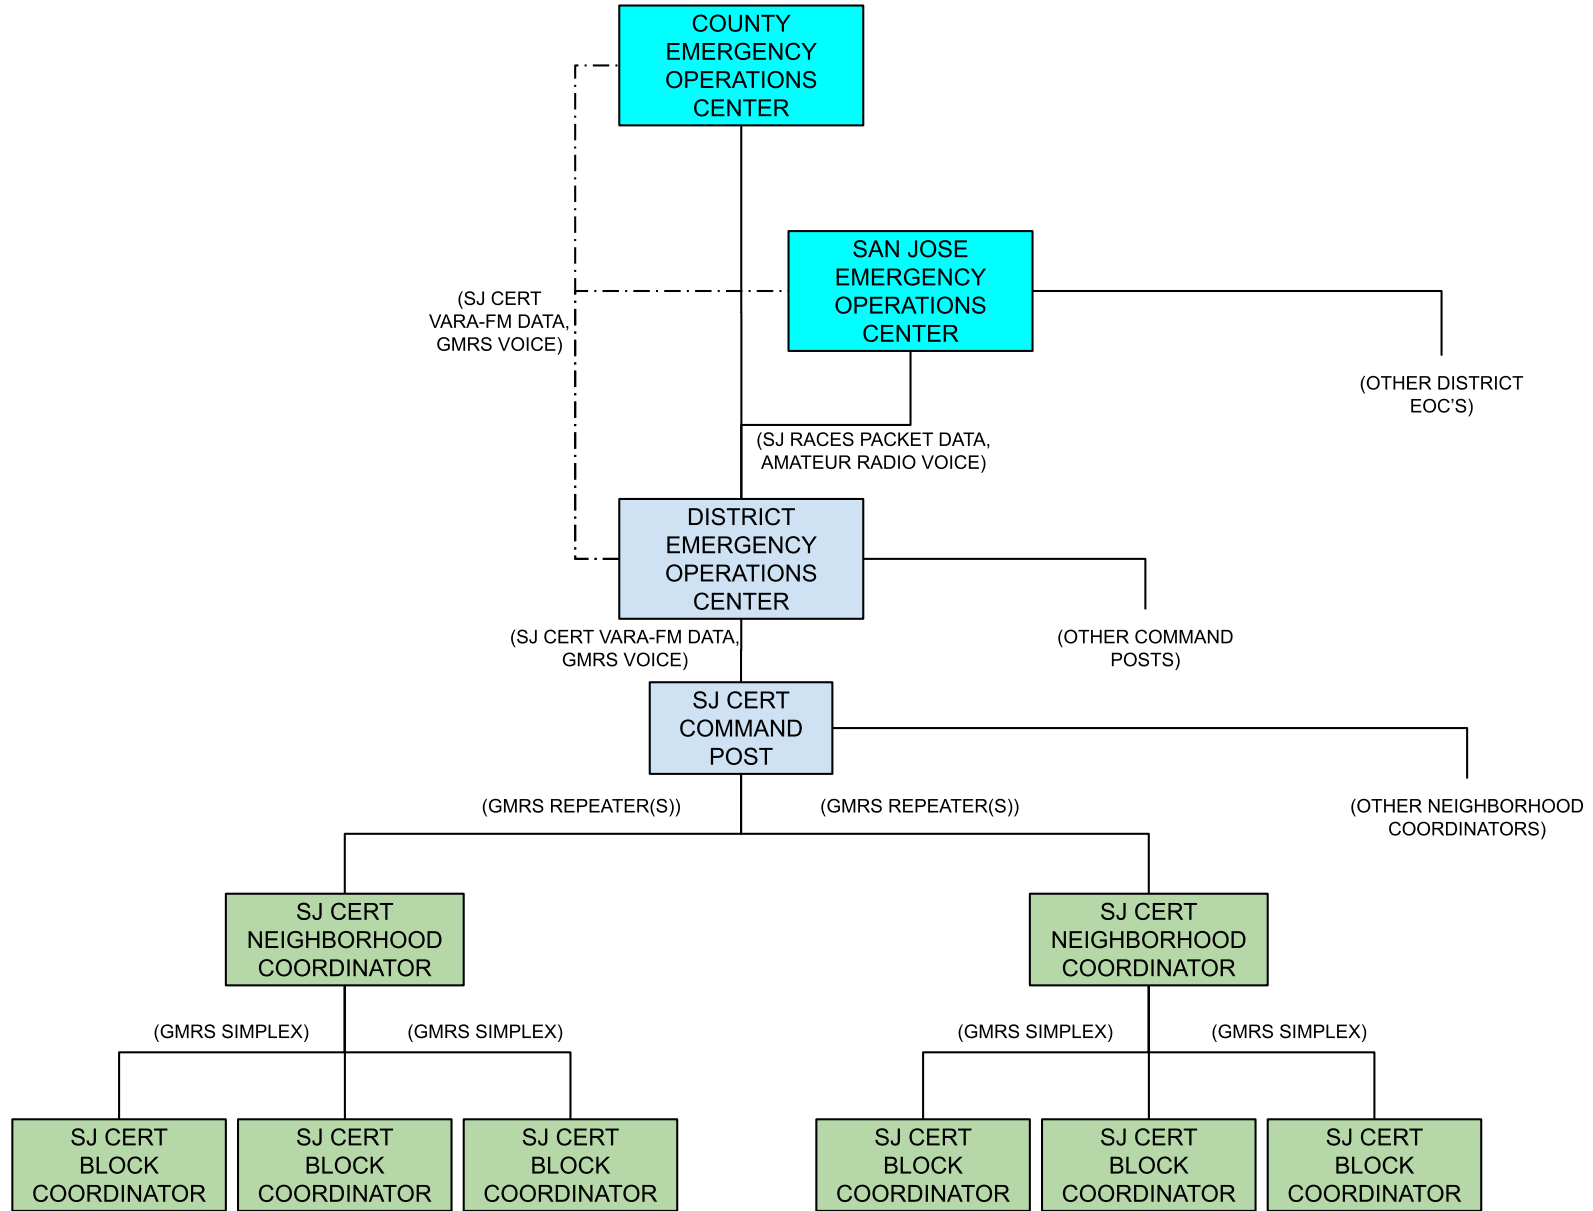 COUNTY
EMERGENCY
OPERATIONS
CENTER
SAN JOSE
EMERGENCY
OPERATIONS
CENTER
(SJ CERT
VARA-FM DATA,
GMRS VOICE)
(OTHER DISTRICT
EOC’S)
(SJ RACES PACKET DATA,
AMATEUR RADIO VOICE)
DISTRICT
EMERGENCY
OPERATIONS
CENTER
(SJ CERT VARA-FM DATA,
GMRS VOICE)
(OTHER COMMAND
POSTS)
SJ CERT
COMMAND
POST
(GMRS REPEATER(S))
(GMRS REPEATER(S))
(OTHER NEIGHBORHOOD
COORDINATORS)
SJ CERT
NEIGHBORHOOD
COORDINATOR
SJ CERT
NEIGHBORHOOD
COORDINATOR
(GMRS SIMPLEX)
(GMRS SIMPLEX)
(GMRS SIMPLEX)
(GMRS SIMPLEX)
SJ CERT
BLOCK
COORDINATOR
SJ CERT
BLOCK
COORDINATOR
SJ CERT
BLOCK
COORDINATOR
SJ CERT
BLOCK
COORDINATOR
SJ CERT
BLOCK
COORDINATOR
SJ CERT
BLOCK
COORDINATOR